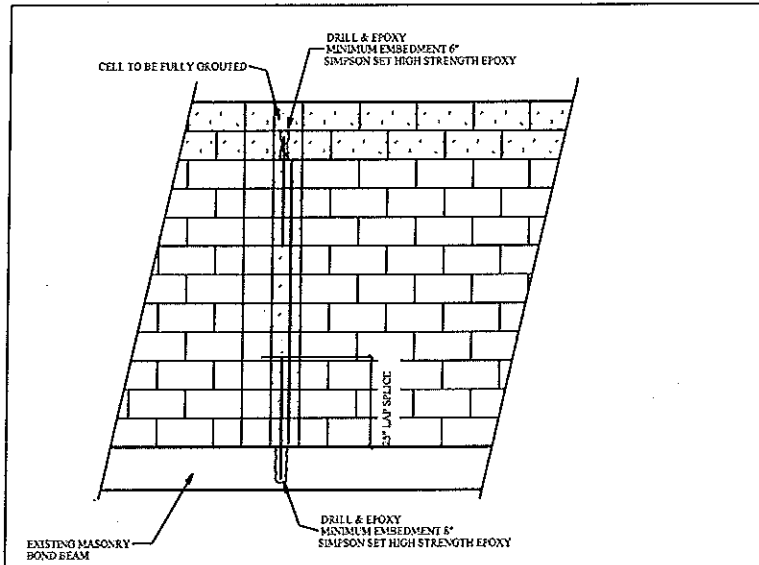 DRILL & EPOXY
MINIMUM EMBEDMENT 6"
SIMPSON SET HIGH STRENGTH EPOXY
CELL TO BE FULLY GROUTED
25" LAP SPLICE
DRILL & EPOXY
MINIMUM EMBEDMENT 6"
SIMPSON SET HIGH STRENGTH EPOXY
EXISTING MASONRY
BOND BEAM